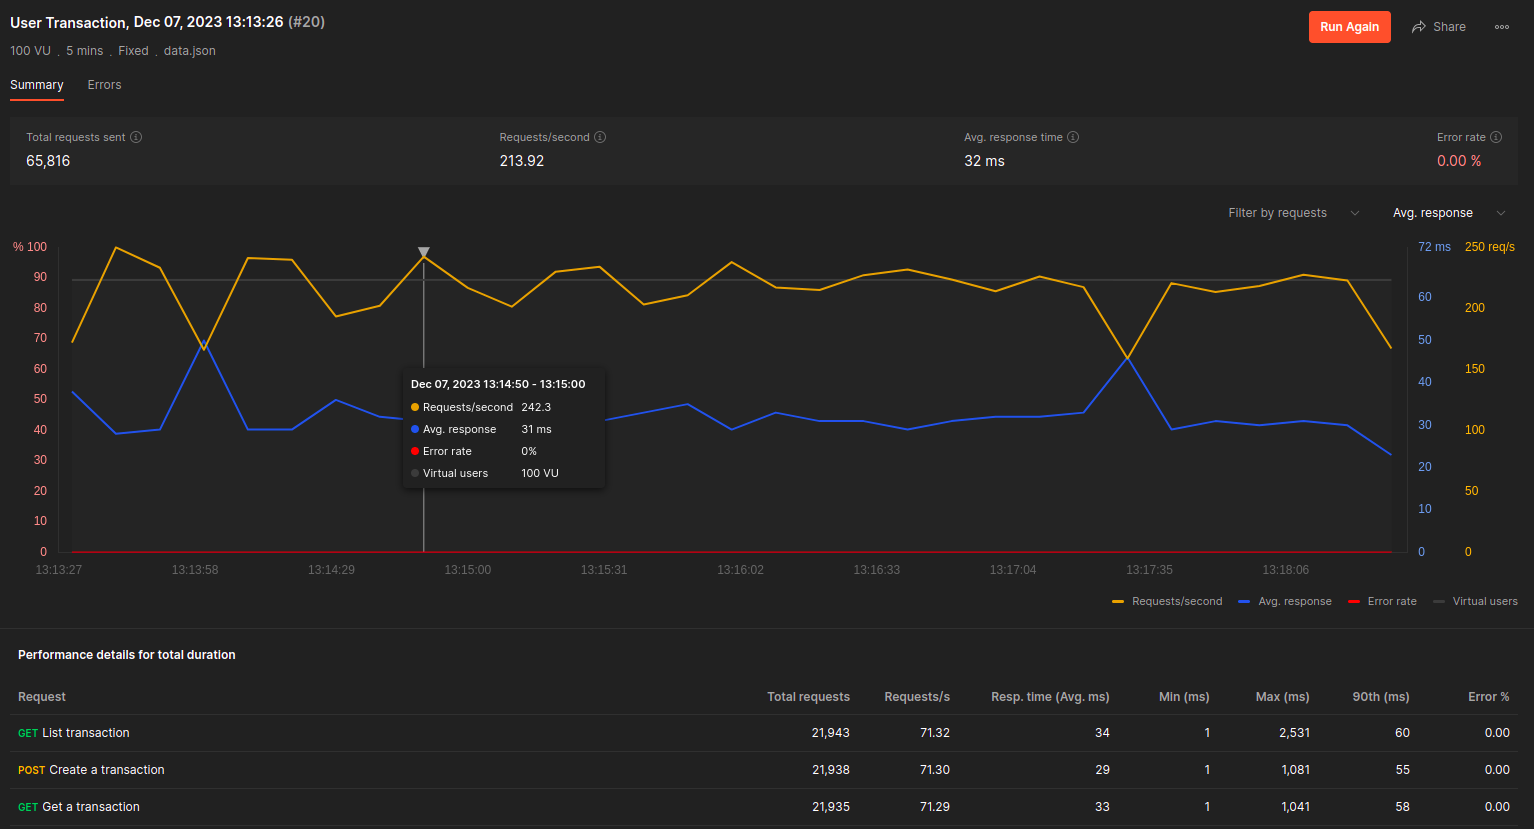 User Transaction, Dec 07, 2023 13:13:26 (#20)
Run Again
Share
100 VU . 5 mins . Fixed . data.json
Summary Errors
Total requests sent Requests/second Avg. response time Error rate
65,816 213.92 32 ms 0.00 %
Filter by requests Avg. response
% 100 72 ms 250 req/s
90
60
80 200
70 50
60 150
40
50
40 30 100
30
20
20 50
10 10
0 0 0
Dec 07, 2023 13:14:50 - 13:15:00
Requests/second 242.3
Avg. response 31 ms
Error rate 0%
Virtual users 100 VU
13:13:27 13:13:58 13:14:29 13:15:00 13:15:31 13:16:02 13:16:33 13:17:04 13:17:35 13:18:06
Requests/second Avg. response Error rate Virtual users
Performance details for total duration
Request Total requests Requests/s Resp. time (Avg. ms) Min (ms) Max (ms) 90th (ms) Error %
GET List transaction 21,943 71.32 34 1 2,531 60 0.00
POST Create a transaction 21,938 71.30 29 1 1,081 55 0.00
GET Get a transaction 21,935 71.29 33 1 1,041 58 0.00